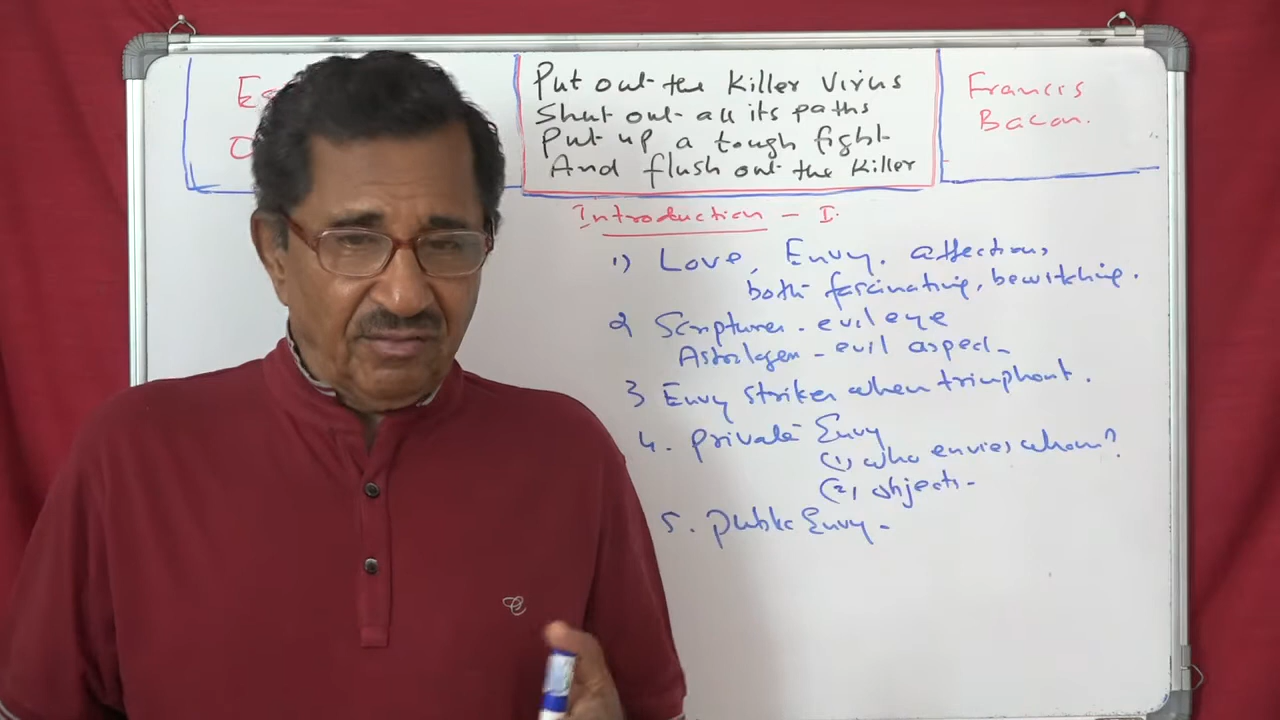 Put out the Killer Virus
Shut out all its paths
Put up a tough fight
And flush out the Killer
Francis
Bacon.
Introduction - I.
1) Love, Envy. affections,
both fascinating, bewitching.
2 Scriptures - evil eye
Astrologers - evil aspect -
3 Envy strikes when trimphont.
4. private Envy
(1) who envies whom?
(2) objects -
5. public Envy -